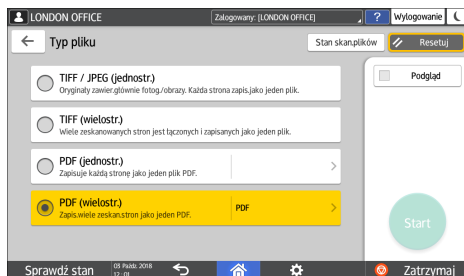 LONDON OFFICE
Zalogowany: [LONDON OFFICE]
?
Wylogowanie
Typ pliku
Stan skan.plików
Resetuj
TIFF / JPEG (jednostr.)
Oryginały zawier.głównie fotog./obrazy. Każda strona zapis.jako jeden plik.
Podgląd
TIFF (wielostr.)
Wiele zeskanowanych stron jest łączonych i zapisanych jako jeden plik.
PDF (jednostr.)
Zapisuje każdą stronę jako jeden plik PDF.
PDF (wielostr.)
Zapis.wiele zeskan.stron jako jeden PDF.
PDF
Start
Sprawdź stan
03 Paźdz. 2018
12 : 01
Zatrzymaj